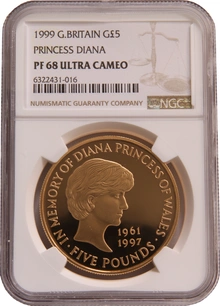 1999 G.BRITAIN G£5
PRINCESS DIANA
PF 68 ULTRA CAMEO
6322431-016
NUMISMATIC GUARANTY COMPANY
NGC
IN MEMORY OF DIANA PRINCESS OF WALES
1961
1997
· FIVE POUNDS ·